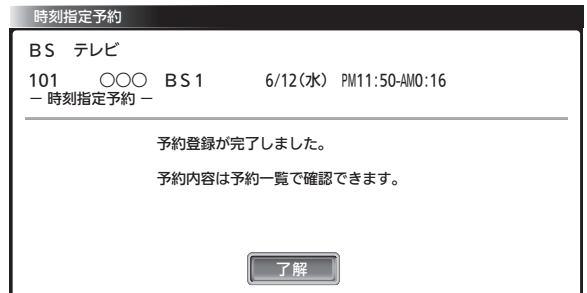 時刻指定予約
BS テレビ
101 ○○○ BS1 6/12(水) PM11:50-AM0:16
－ 時刻指定予約 －
予約登録が完了しました。
予約内容は予約一覧で確認できます。
了解